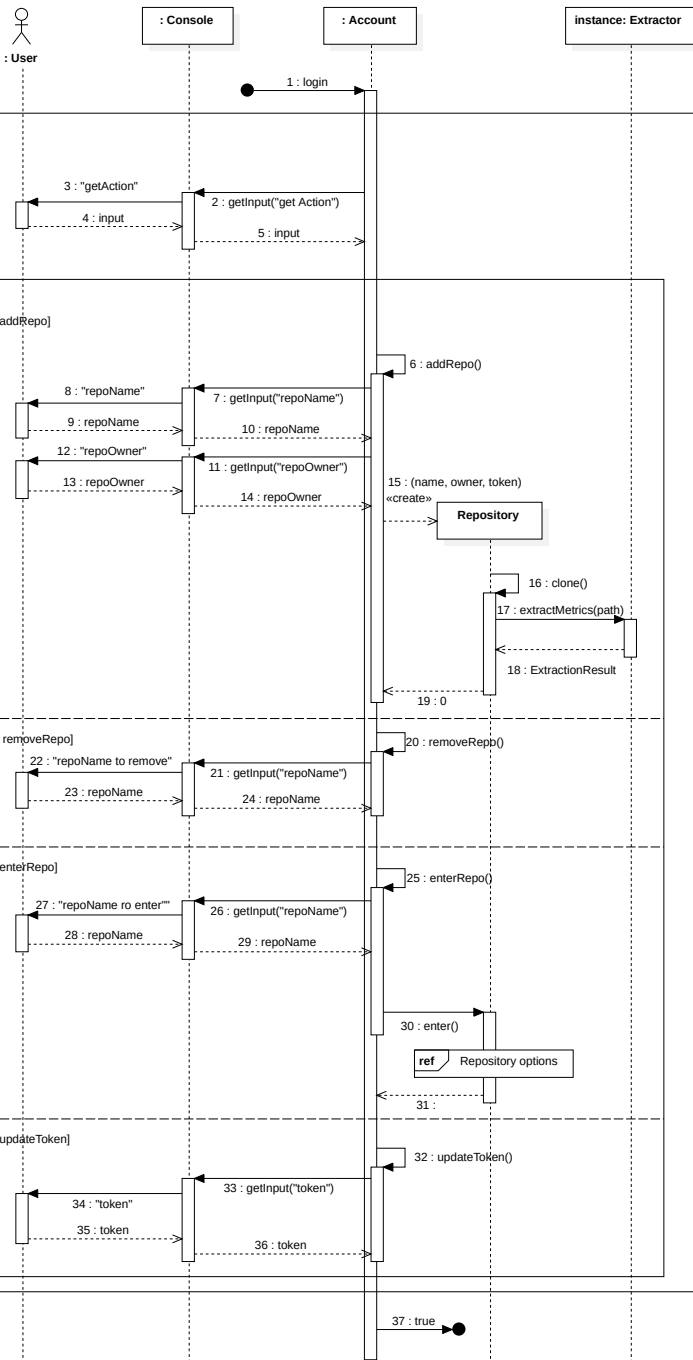 : User
: Console
: Account
instance: Extractor
1 : login
3 : "getAction"
2 : getInput("get Action")
4 : input
5 : input
addRepo]
6 : addRepo()
8 : "repoName"
7 : getInput("repoName")
9 : repoName
10 : repoName
12 : "repoOwner"
11 : getInput("repoOwner")
13 : repoOwner
14 : repoOwner
15 : (name, owner, token)
«create»
Repository
16 : clone()
17 : extractMetrics(path)
18 : ExtractionResult
19 : 0
removeRepo]
20 : removeRepo()
22 : "repoName to remove"
21 : getInput("repoName")
23 : repoName
24 : repoName
enterRepo]
25 : enterRepo()
27 : "repoName ro enter""
26 : getInput("repoName")
28 : repoName
29 : repoName
30 : enter()
ref
Repository options
31 :
updateToken]
32 : updateToken()
33 : getInput("token")
34 : "token"
35 : token
36 : token
37 : true